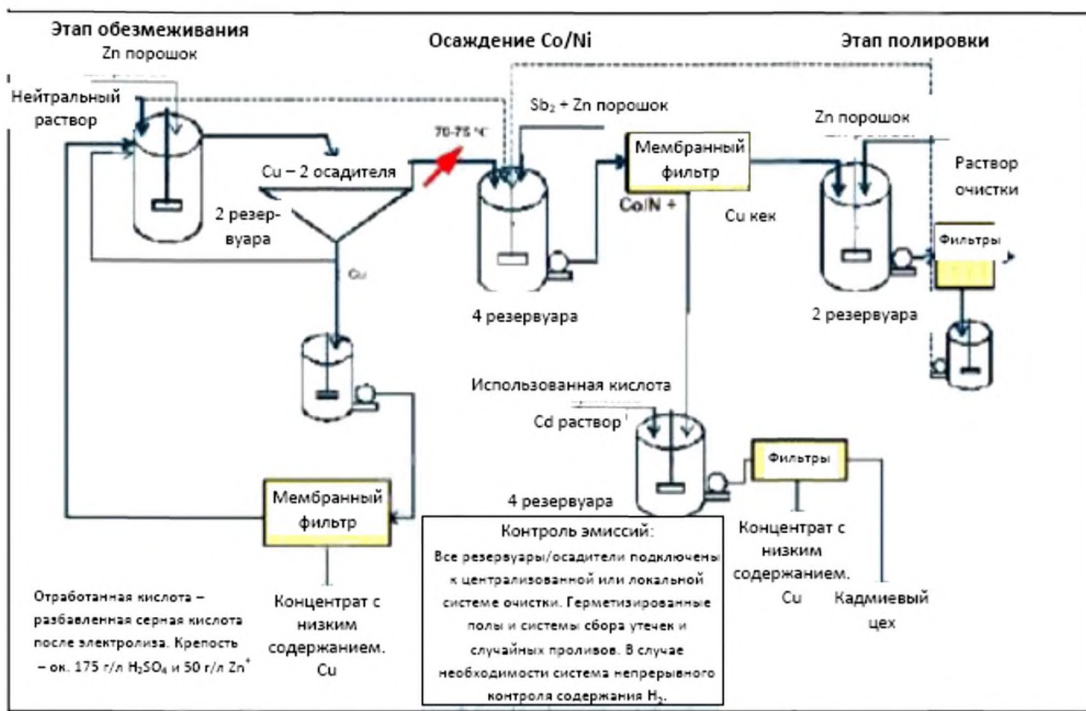 Этап обезмеживания
Осаждение Co/Ni
Этап полировки
Zn порошок
Нейтральный
раствор
Sb₂ + Zn порошок
Zn порошок
70-75 °C
Мембранный
фильтр
Раствор
очистки
Cu – 2 осадителя
2 резер-
вуара
Co/N +
Cu кек
Фильтры
Cu
4 резервуара
2 резервуара
Использованная кислота
Cd раствор
4 резервуара
Фильтры
Мембранный
фильтр
Контроль эмиссий:
Все резервуары/осадители подключены
к централизованной или локальной
системе очистки. Герметизированные
полы и системы сбора утечек и
случайных проливов. В случае
необходимости система непрерывного
контроля содержания H₂.
Концентрат с
низким
содержанием.
Cu
Кадмиевый
цех
Отработанная кислота –
разбавленная серная кислота
после электролиза. Крепость
– ок. 175 г/л H₂SO₄ и 50 г/л Zn⁺
Концентрат с
низким
содержанием.
Cu